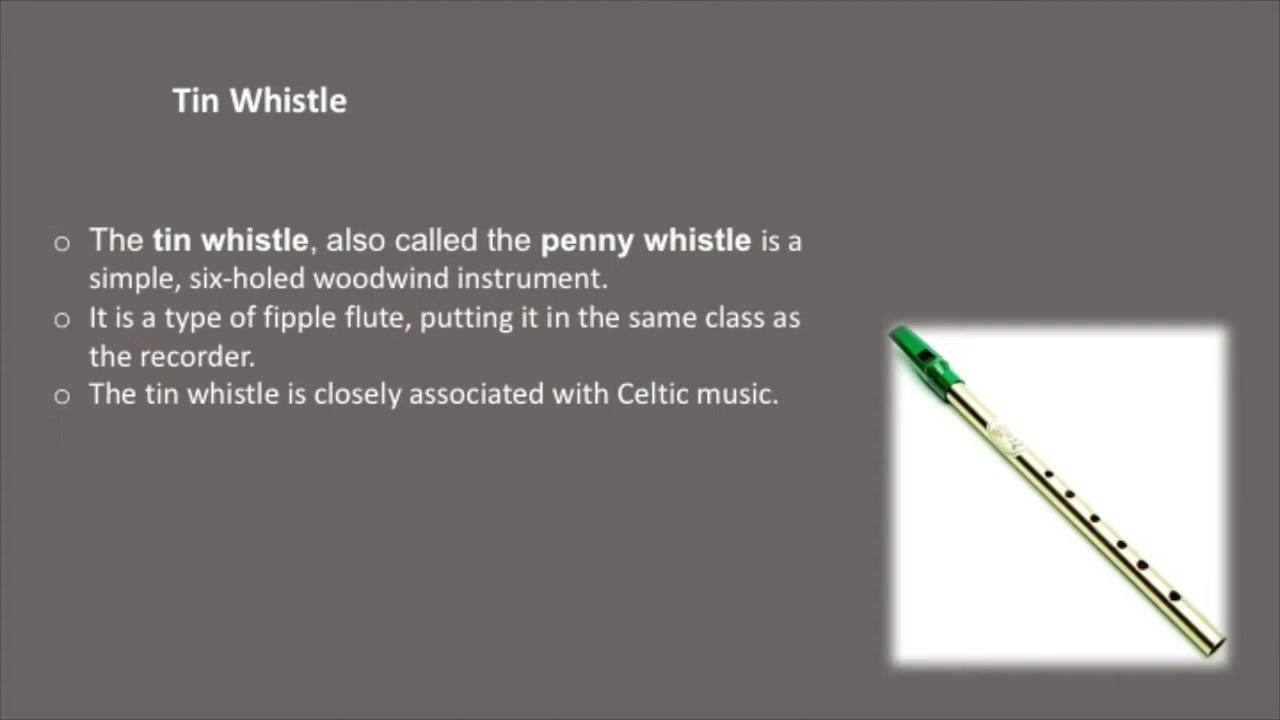 Tin Whistle
○ The tin whistle, also called the penny whistle is a
simple, six-holed woodwind instrument.
○ It is a type of fipple flute, putting it in the same class as
the recorder.
○ The tin whistle is closely associated with Celtic music.